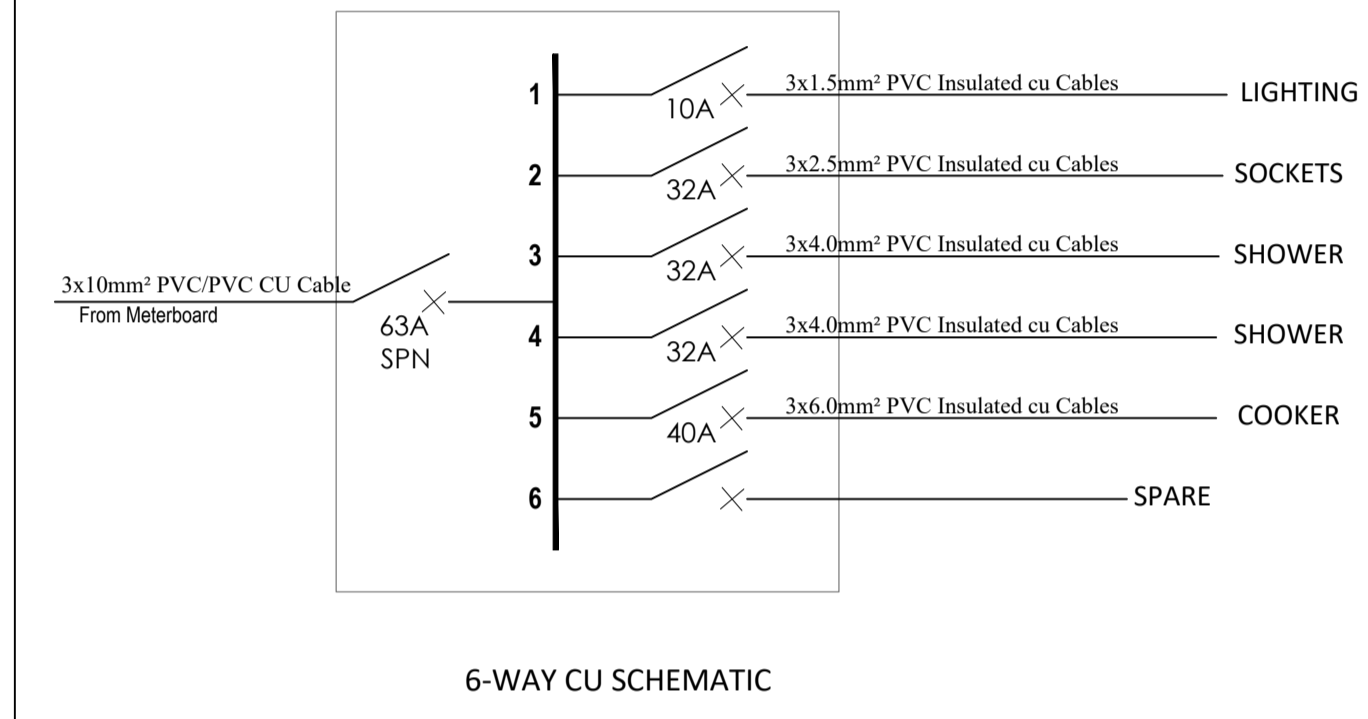 1
10A
3x1.5mm² PVC Insulated cu Cables
LIGHTING
2
32A
3x2.5mm² PVC Insulated cu Cables
SOCKETS
3
32A
3x4.0mm² PVC Insulated cu Cables
SHOWER
3x10mm² PVC/PVC CU Cable
From Meterboard
63A
SPN
4
32A
3x4.0mm² PVC Insulated cu Cables
SHOWER
5
40A
3x6.0mm² PVC Insulated cu Cables
COOKER
6
SPARE
6-WAY CU SCHEMATIC